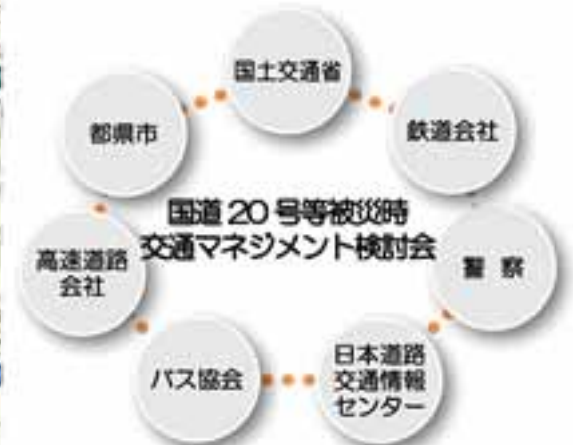 国土交通省
都県市
鉄道会社
国道20号等被災時
交通マネジメント検討会
高速道路
会社
警 察
バス協会
日本道路
交通情報
センター